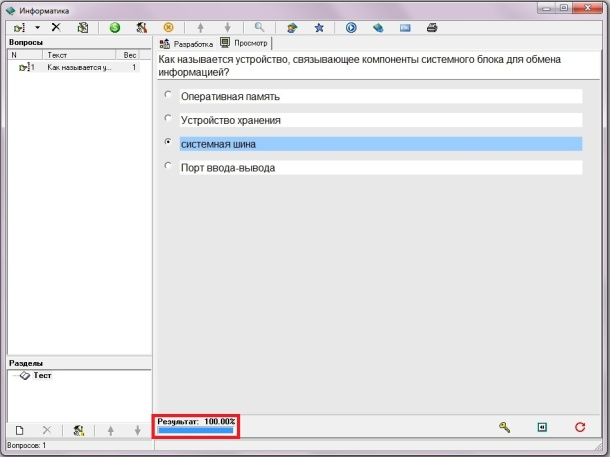 Информатика
Вопросы
N Текст Вес
1 Как называется у... 1
Разработка Просмотр
Как называется устройство, связывающее компоненты системного блока для обмена
информацией?
Оперативная память
Устройство хранения
системная шина
Порт ввода-вывода
Разделы
Тест
Результат: 100.00%
Вопросов: 1